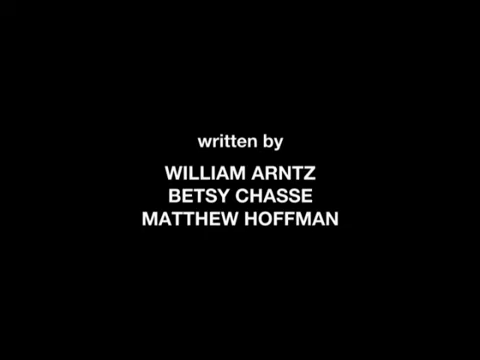 written by
WILLIAM ARNTZ
BETSY CHASSE
MATTHEW HOFFMAN